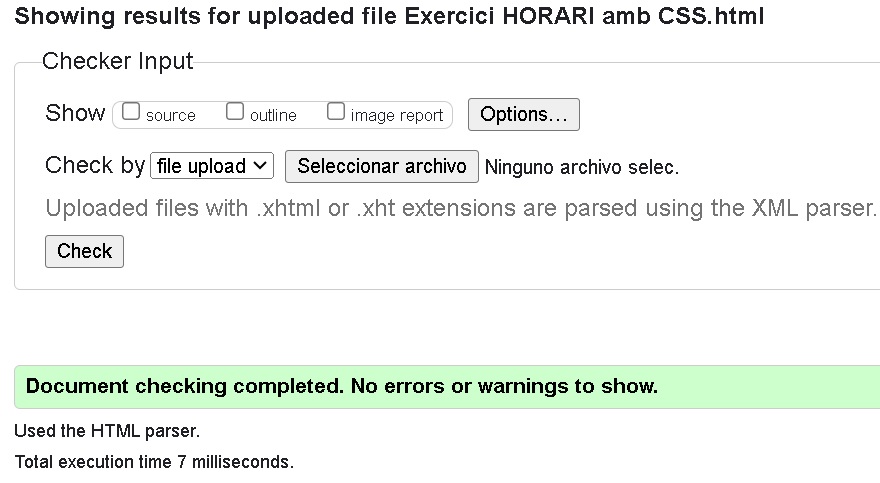 Showing results for uploaded file Exercici HORARI amb CSS.html
Checker Input
Show source outline image report Options...
Check by file upload Seleccionar archivo Ninguno archivo selec.
Uploaded files with .xhtml or .xht extensions are parsed using the XML parser.
Check
Document checking completed. No errors or warnings to show.
Used the HTML parser.
Total execution time 7 milliseconds.